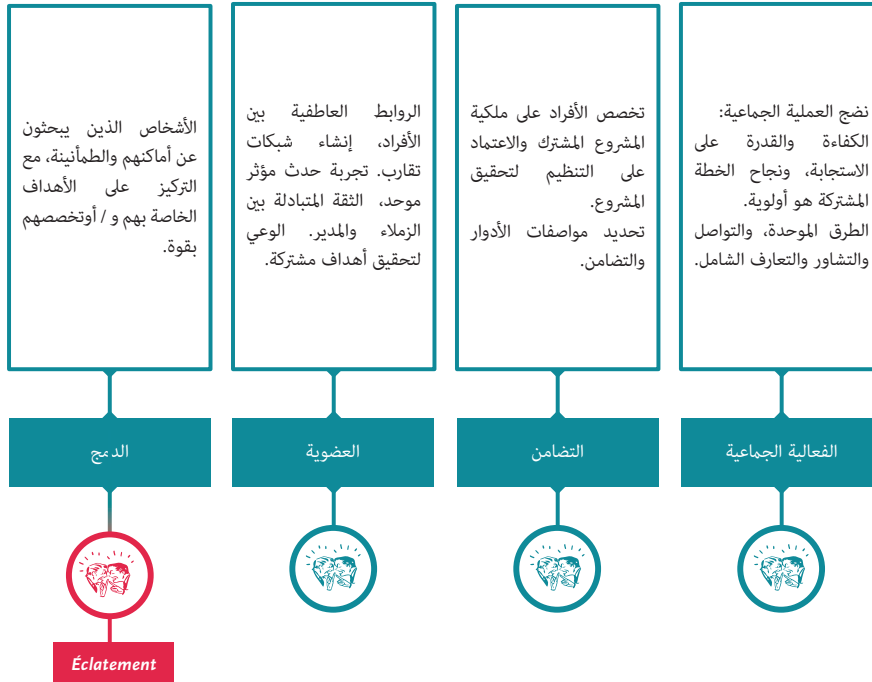 نضج العملية الجماعية:
الكفاءة والقدرة على
الاستجابة، ونجاح الخطة
المشتركة هو أولوية.
الطرق الموحدة، والتواصل
والتشاور والتعارف الشامل.
الفعالية الجماعية
تخصص الأفراد على ملكية
المشروع المشترك والاعتماد
على التنظيم لتحقيق
المشروع.
تحديد مواصفات الأدوار
والتضامن.
التضامن
الروابط العاطفية بين
الأفراد، إنشاء شبكات
تقارب. تجربة حدث مؤثر
موحد، الثقة المتبادلة بين
الزملاء والمدير. الوعي
لتحقيق أهداف مشتركة.
العضوية
الأشخاص الذين يبحثون
عن أماكنهم والطمأنينة، مع
التركيز على الأهداف
الخاصة بهم و / أوتخصصهم
بقوة.
الدمج
Éclatement